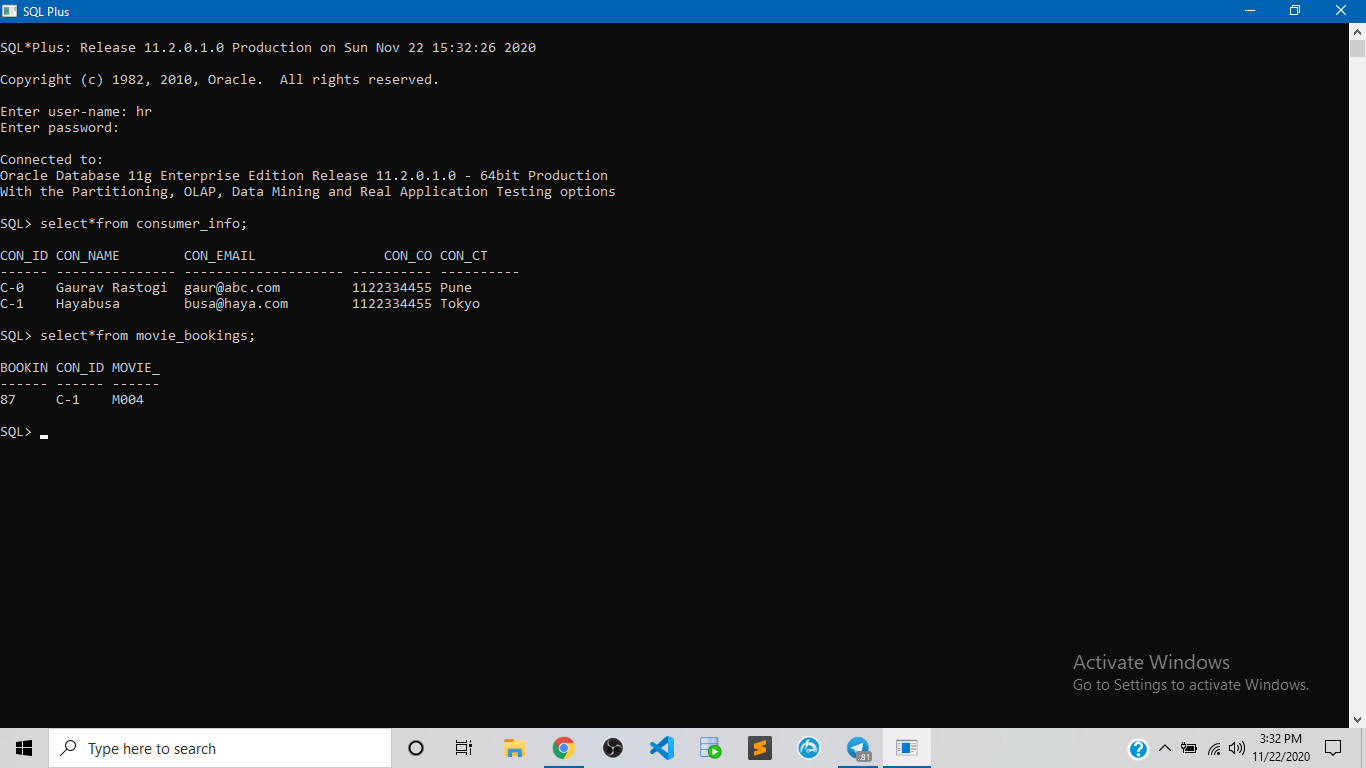 SQL Plus
SQL*Plus: Release 11.2.0.1.0 Production on Sun Nov 22 15:32:26 2020
Copyright (c) 1982, 2010, Oracle.  All rights reserved.
Enter user-name: hr
Enter password:
Connected to:
Oracle Database 11g Enterprise Edition Release 11.2.0.1.0 - 64bit Production
With the Partitioning, OLAP, Data Mining and Real Application Testing options
SQL> select*from consumer_info;
CON_ID CON_NAME        CON_EMAIL                CON_CO CON_CT
------ --------------- -------------------- ---------- ----------
C-0    Gaurav Rastogi  gaur@abc.com         1122334455 Pune
C-1    Hayabusa        busa@haya.com        1122334455 Tokyo
SQL> select*from movie_bookings;
BOOKIN CON_ID MOVIE_
------ ------ ------
87     C-1    M004
SQL>
Activate Windows
Go to Settings to activate Windows.
Type here to search
.81
3:32 PM
11/22/2020